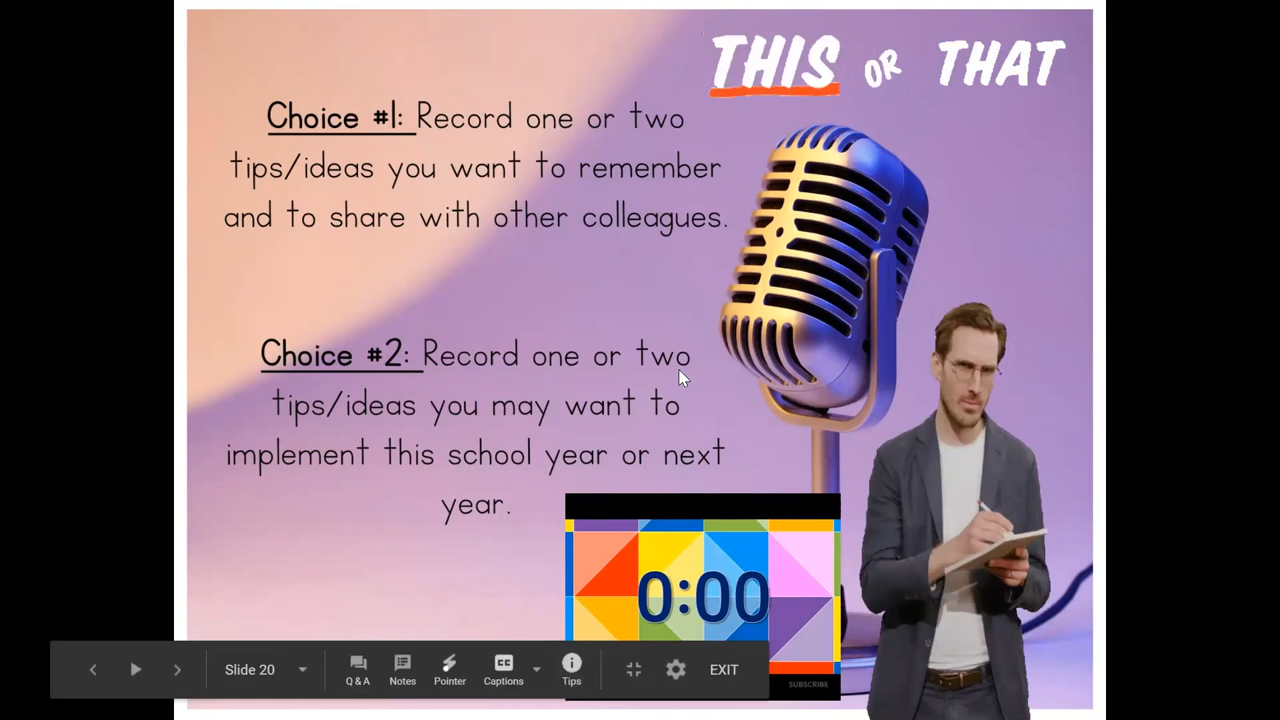 THIS OR THAT
Choice #1: Record one or two
tips/ideas you want to remember
and to share with other colleagues.
Choice #2: Record one or two
tips/ideas you may want to
implement this school year or next
year.
0:00
SUBSCRIBE
Slide 20
Q & A
Notes
Pointer
CC
Captions
Tips
EXIT